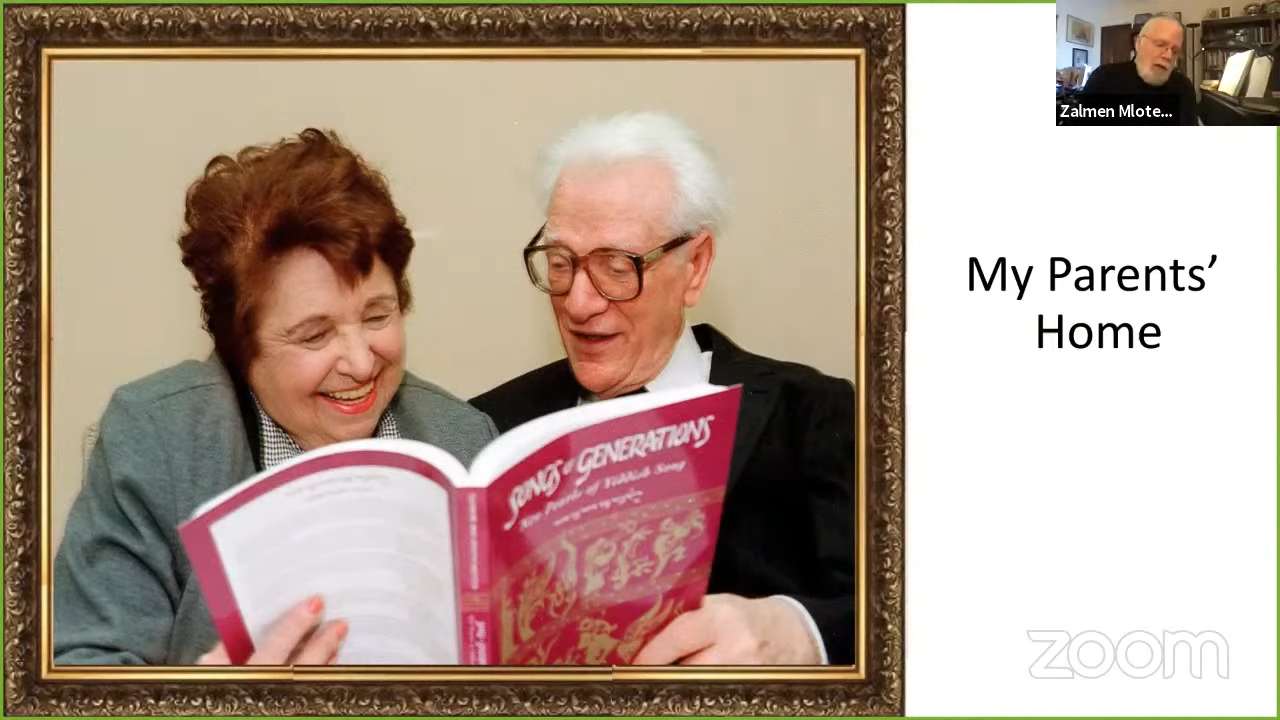 Zalmen Mlote...
My Parents’
Home
SONGS of GENERATIONS
New Pearls of Yiddish Song
zoom